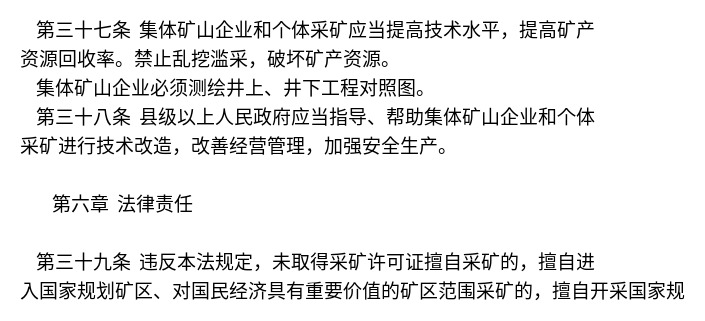 第三十七条 集体矿山企业和个体采矿应当提高技术水平，提高矿产
资源回收率。禁止乱挖滥采，破坏矿产资源。
集体矿山企业必须测绘井上、井下工程对照图。
第三十八条 县级以上人民政府应当指导、帮助集体矿山企业和个体
采矿进行技术改造，改善经营管理，加强安全生产。
第六章 法律责任
第三十九条 违反本法规定，未取得采矿许可证擅自采矿的，擅自进
入国家规划矿区、对国民经济具有重要价值的矿区范围采矿的，擅自开采国家规